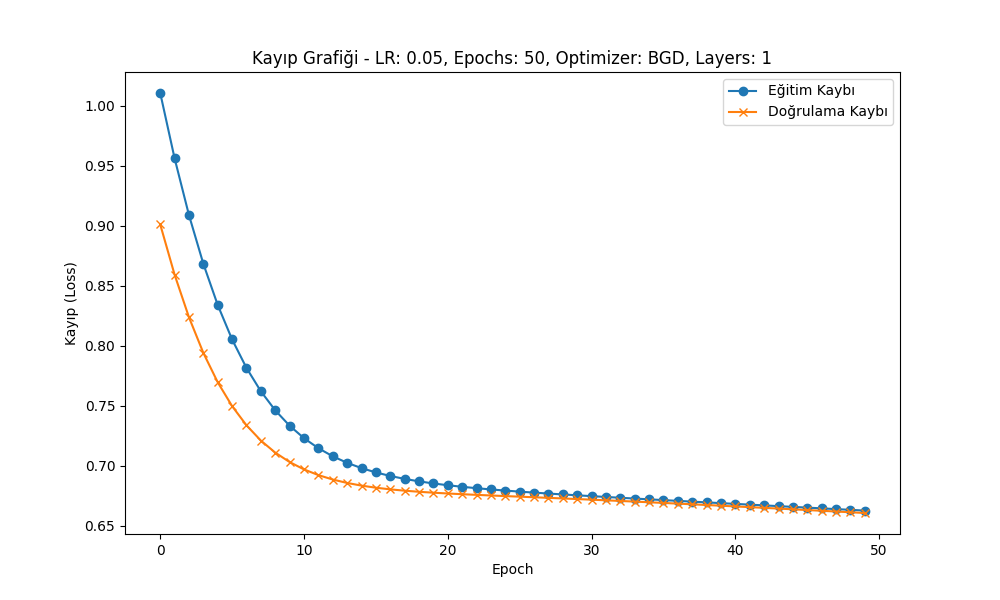 Kayıp Grafiği - LR: 0.05, Epochs: 50, Optimizer: BGD, Layers: 1
Eğitim Kaybı
Doğrulama Kaybı
Kayıp (Loss)
1.00
0.95
0.90
0.85
0.80
0.75
0.70
0.65
0 10 20 30 40 50
Epoch